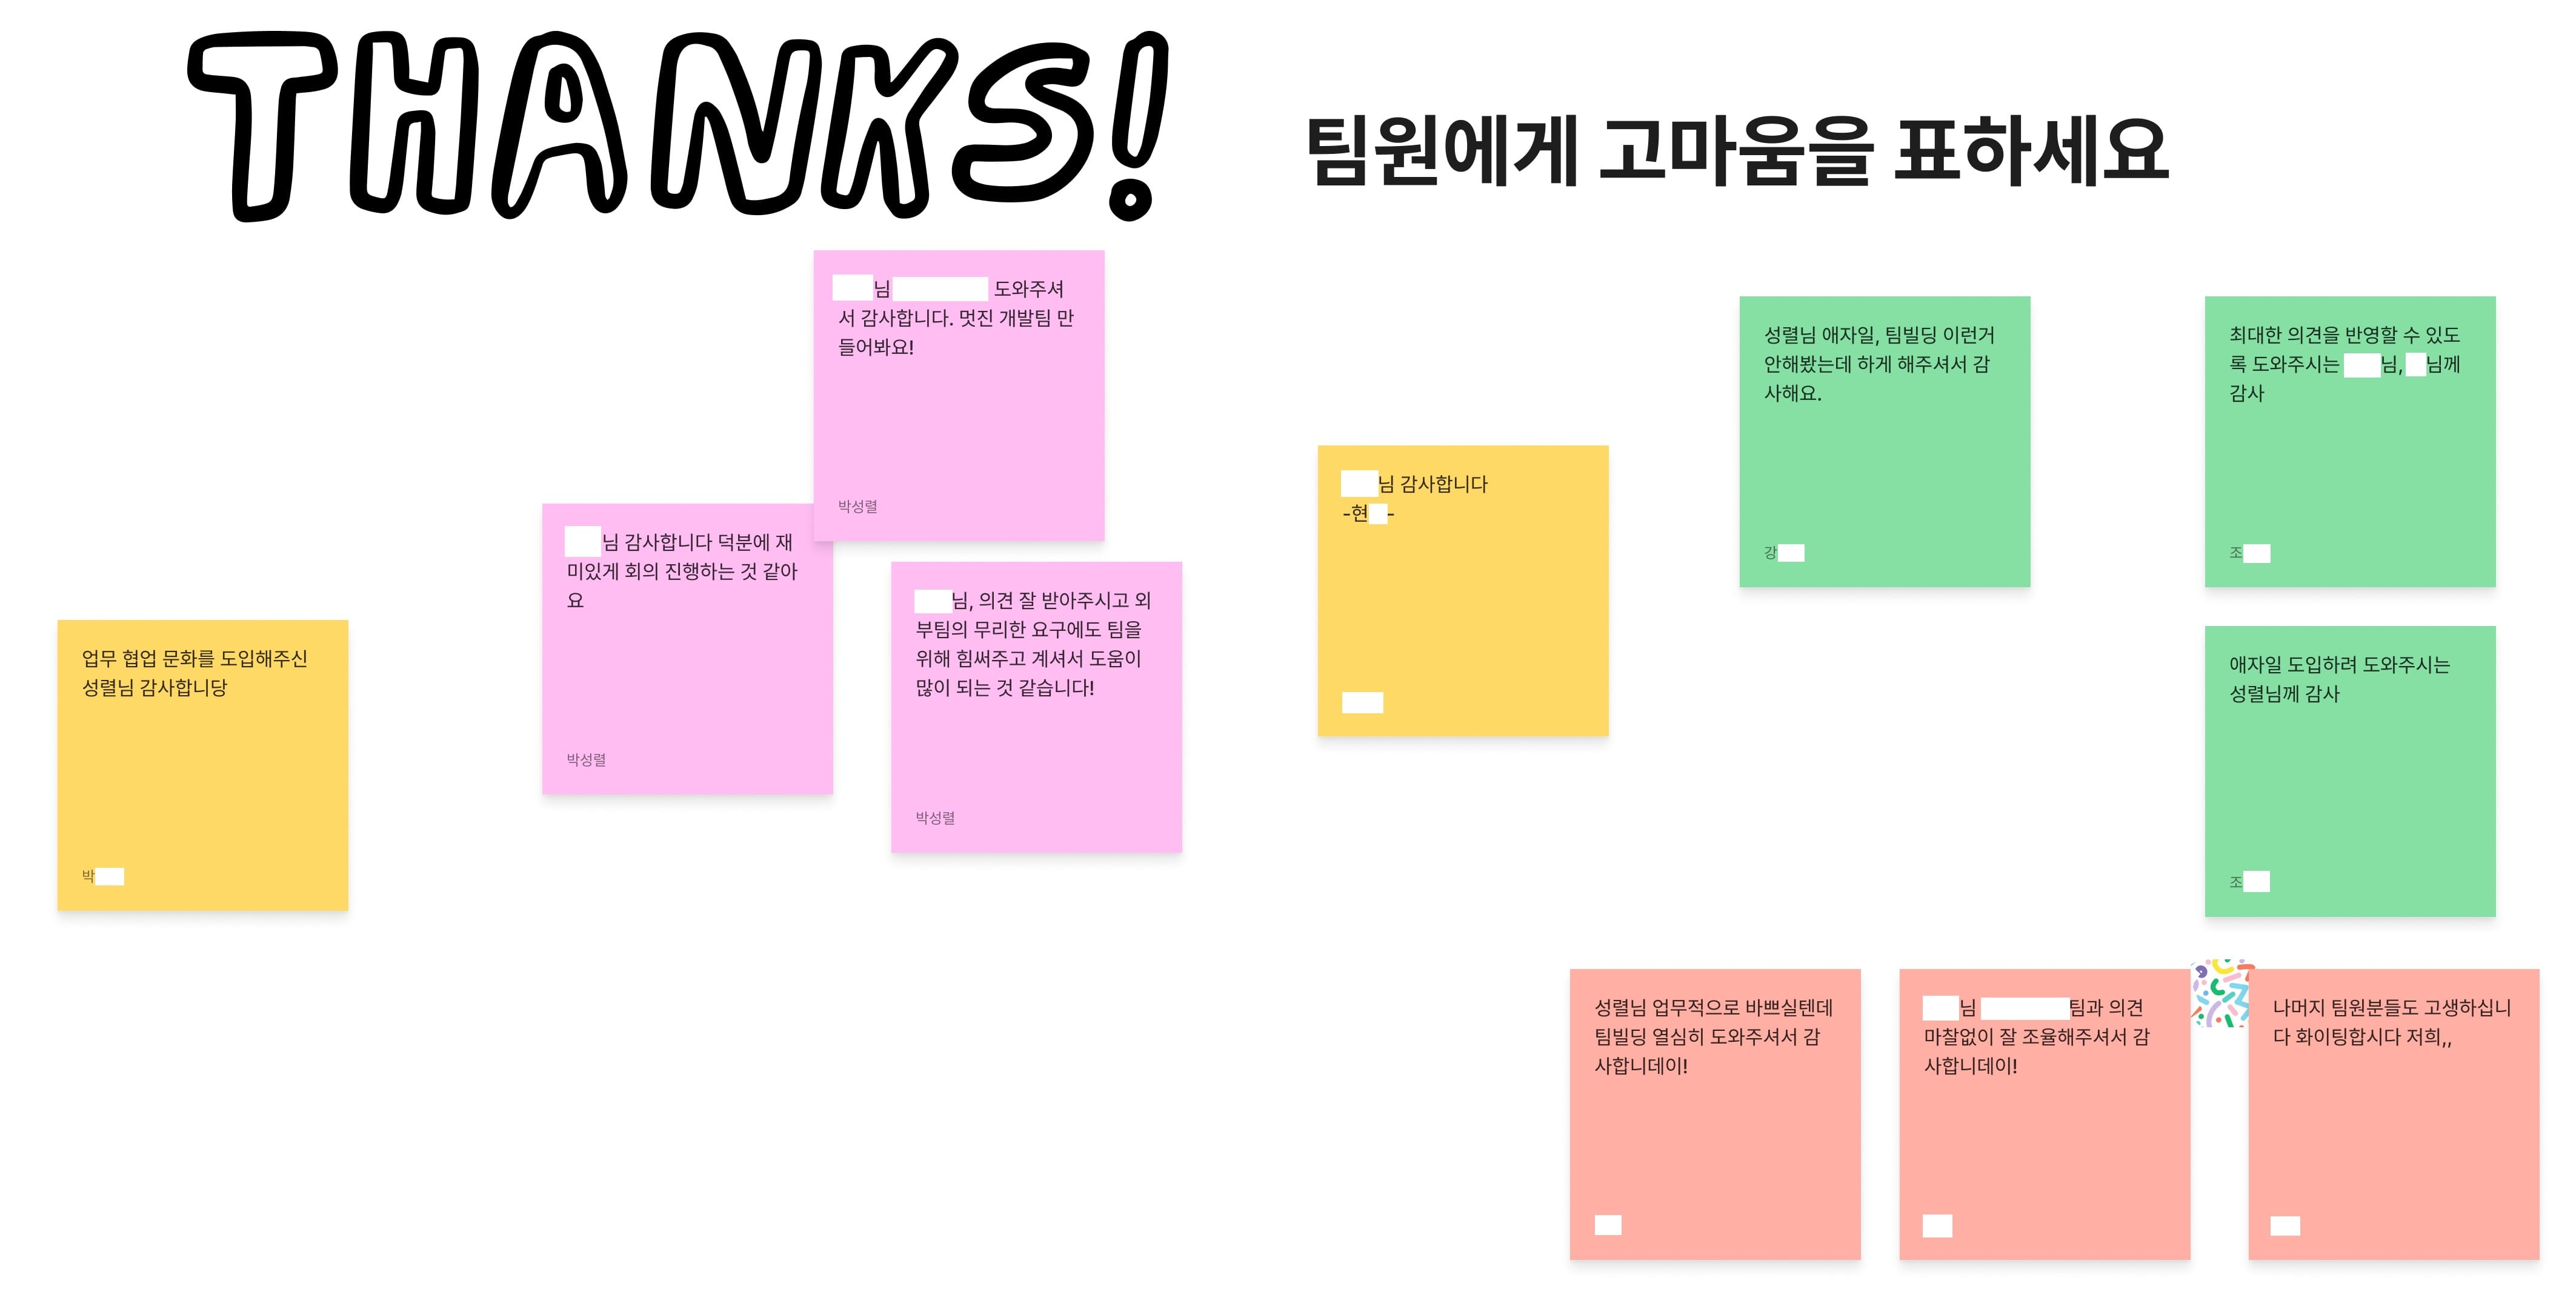 THANKS!
팀원에게 고마움을 표하세요
님 도와주셔
서 감사합니다. 멋진 개발팀 만
들어봐요!
박성렬
님 감사합니다 덕분에 재
미있게 회의 진행하는 것 같아
요
박성렬
님, 의견 잘 받아주시고 외
부팀의 무리한 요구에도 팀을
위해 힘써주고 계셔서 도움이
많이 되는 것 같습니다!
박성렬
업무 협업 문화를 도입해주신
성렬님 감사합니당
박
님 감사합니다
-현 -
성렬님 애자일, 팀빌딩 이런거
안해봤는데 하게 해주셔서 감
사해요.
강
최대한 의견을 반영할 수 있도
록 도와주시는 님, 님께
감사
조
애자일 도입하려 도와주시는
성렬님께 감사
조
성렬님 업무적으로 바쁘실텐데
팀빌딩 열심히 도와주셔서 감
사합니데이!
님 팀과 의견
마찰없이 잘 조율해주셔서 감
사합니데이!
나머지 팀원분들도 고생하십니
다 화이팅합시다 저희,,